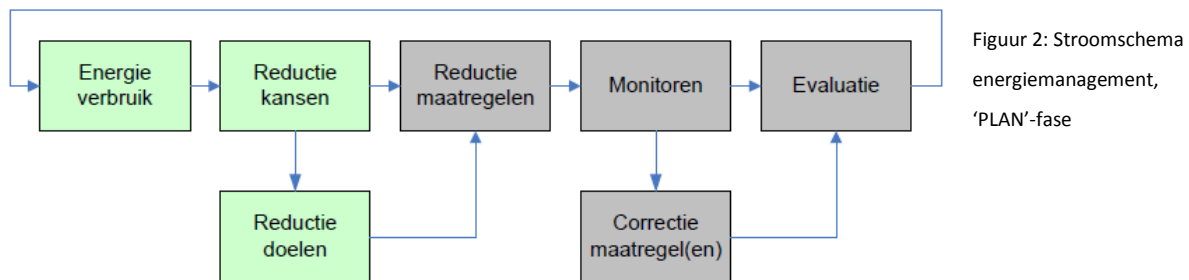 Energie
verbruik
Reductie
kansen
Reductie
maatregelen
Monitoren
Evaluatie
Reductie
doelen
Correctie
maatregel(en)
Figuur 2: Stroomschema
energiemanagement,
‘PLAN’-fase